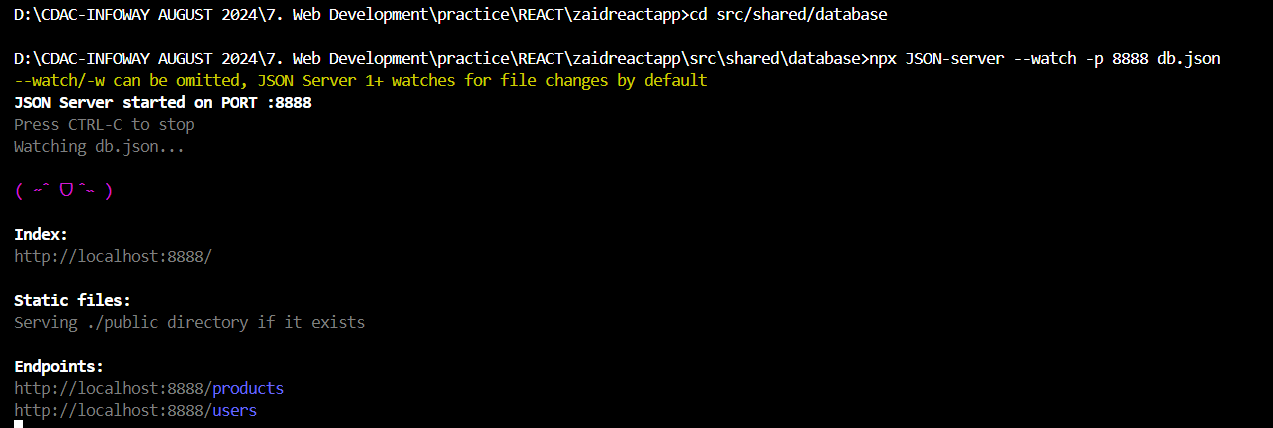 D:\CDAC-INFOWAY AUGUST 2024\7. Web Development\practice\REACT\zaidreactapp>cd src/shared/database
D:\CDAC-INFOWAY AUGUST 2024\7. Web Development\practice\REACT\zaidreactapp\src\shared\database>npx JSON-server --watch -p 8888 db.json
--watch/-w can be omitted, JSON Server 1+ watches for file changes by default
JSON Server started on PORT :8888
Press CTRL-C to stop
Watching db.json...
( ˶ˆ ᗜ ˆ˵ )
Index:
http://localhost:8888/
Static files:
Serving ./public directory if it exists
Endpoints:
http://localhost:8888/products
http://localhost:8888/users